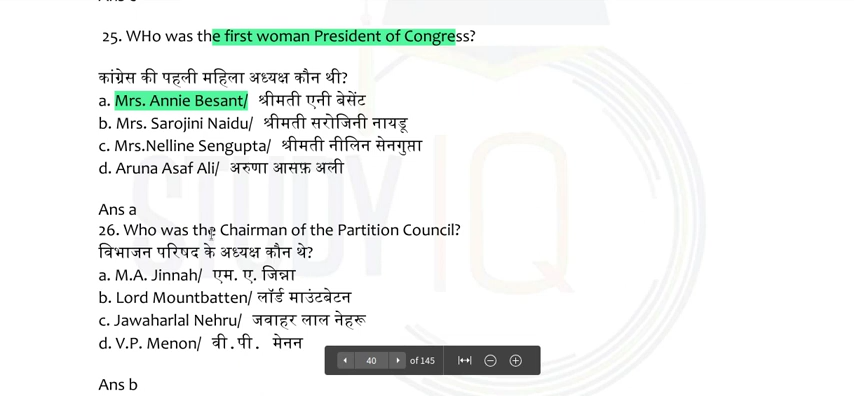 25. WHo was the first woman President of Congress?
कांग्रेस की पहली महिला अध्यक्ष कौन थी?
a. Mrs. Annie Besant/ श्रीमती एनी बेसेंट
b. Mrs. Sarojini Naidu/ श्रीमती सरोजिनी नायडू
c. Mrs.Nelline Sengupta/ श्रीमती नीलिन सेनगुप्ता
d. Aruna Asaf Ali/ अरुणा आसफ़ अली
Ans a
26. Who was the Chairman of the Partition Council?
विभाजन परिषद के अध्यक्ष कौन थे?
a. M.A. Jinnah/ एम. ए. जिन्ना
b. Lord Mountbatten/ लॉर्ड माउंटबेटन
c. Jawaharlal Nehru/ जवाहर लाल नेहरू
d. V.P. Menon/ वी.पी. मेनन
40 of 145
Ans b
STUDY IQ